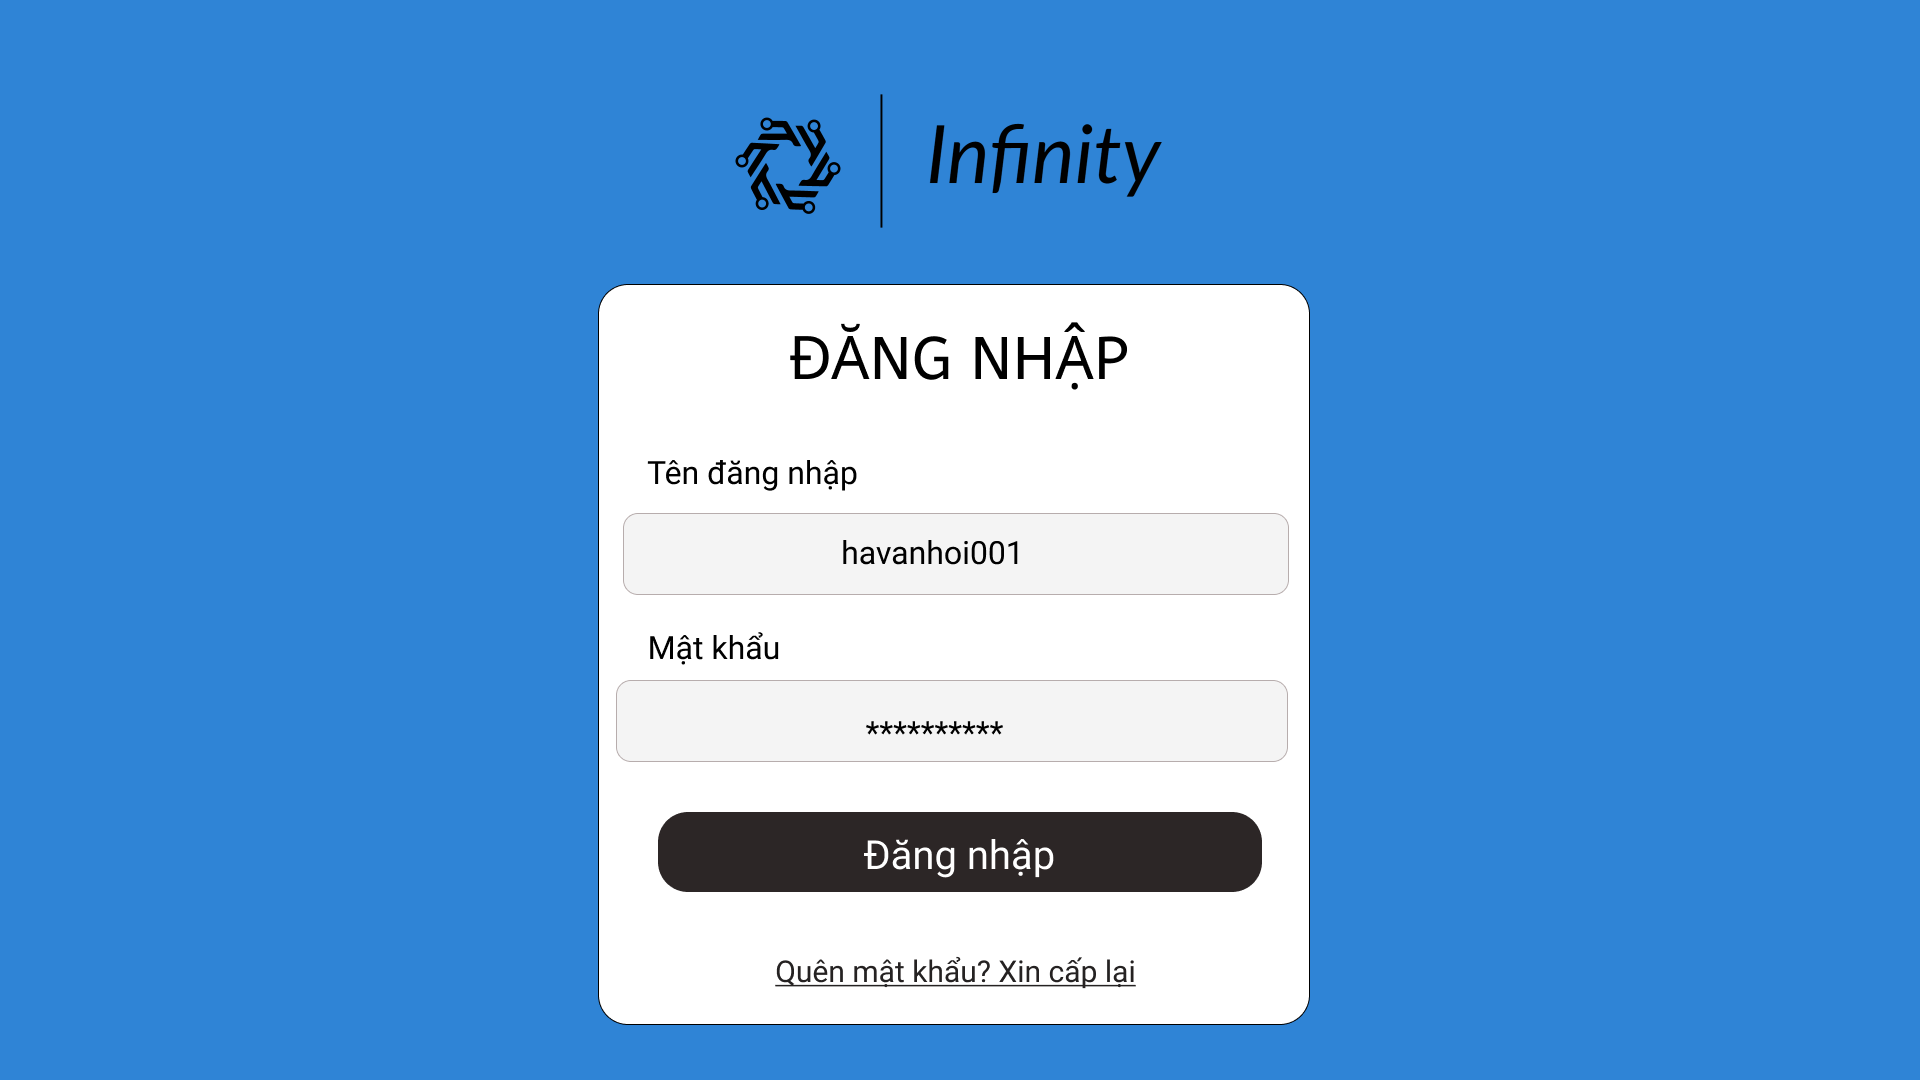 Infinity
ĐĂNG NHẬP
Tên đăng nhập
havanhoi001
Mật khẩu
**********
Đăng nhập
Quên mật khẩu? Xin cấp lại